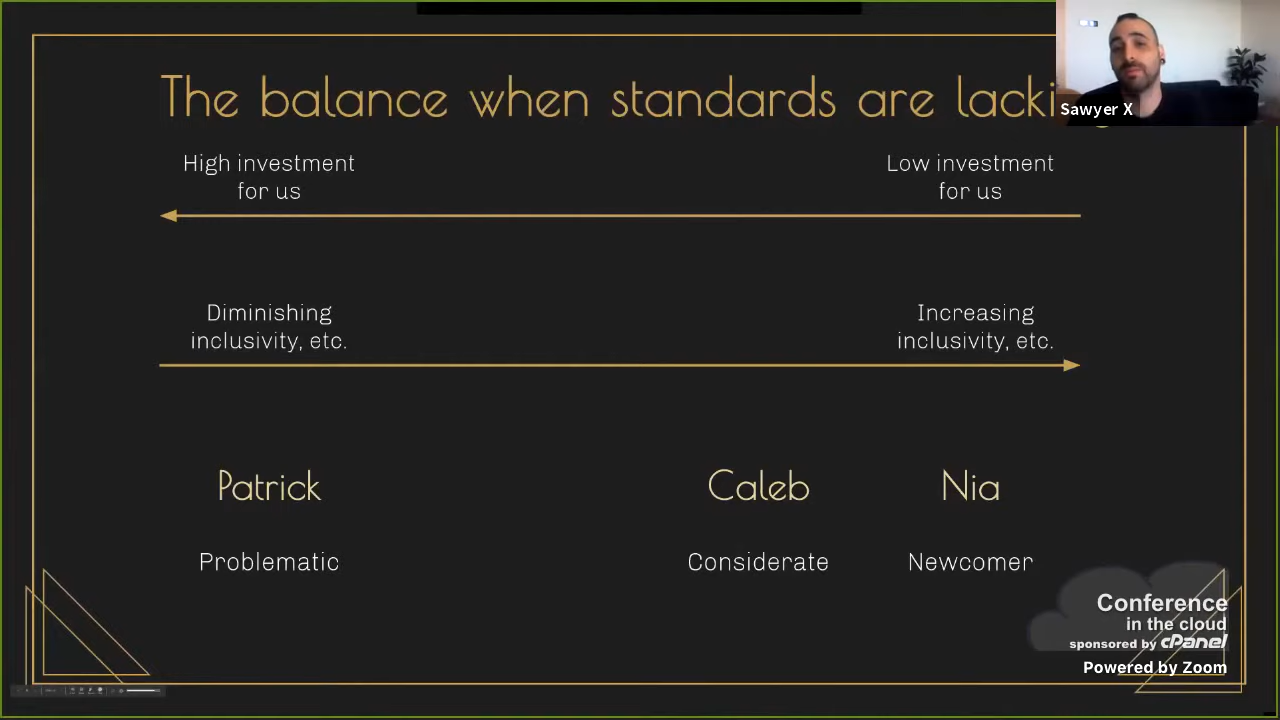 The balance when standards are lacki
Sawyer X
High investment
for us
Low investment
for us
Diminishing
inclusivity, etc.
Increasing
inclusivity, etc.
Patrick
Caleb
Nia
Problematic
Considerate
Newcomer
Conference
in the cloud
sponsored by cPanel
Powered by Zoom